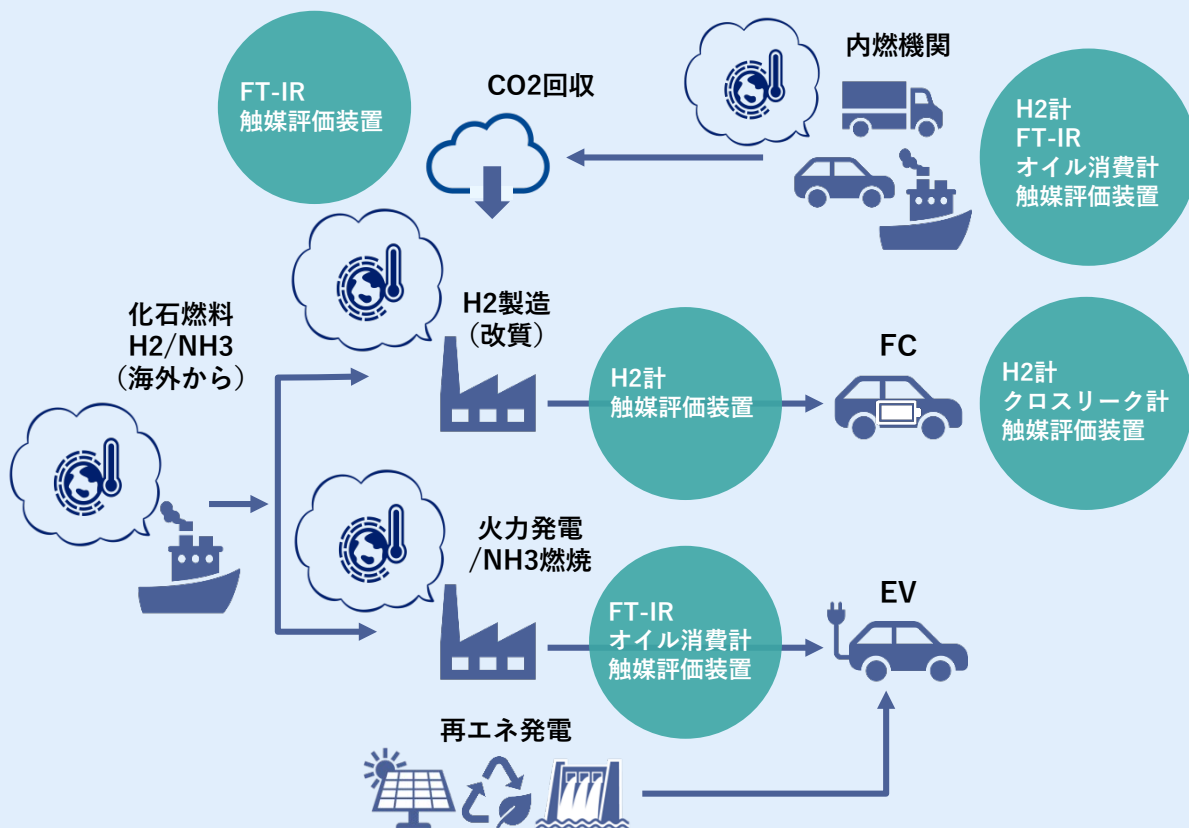 内燃機関
CO2回収
FT-IR
触媒評価装置
H2計
FT-IR
オイル消費計
触媒評価装置
化石燃料
H2/NH3
（海外から）
H2製造
（改質）
H2計
触媒評価装置
FC
H2計
クロスリーク計
触媒評価装置
火力発電
/NH3燃焼
FT-IR
オイル消費計
触媒評価装置
EV
再エネ発電